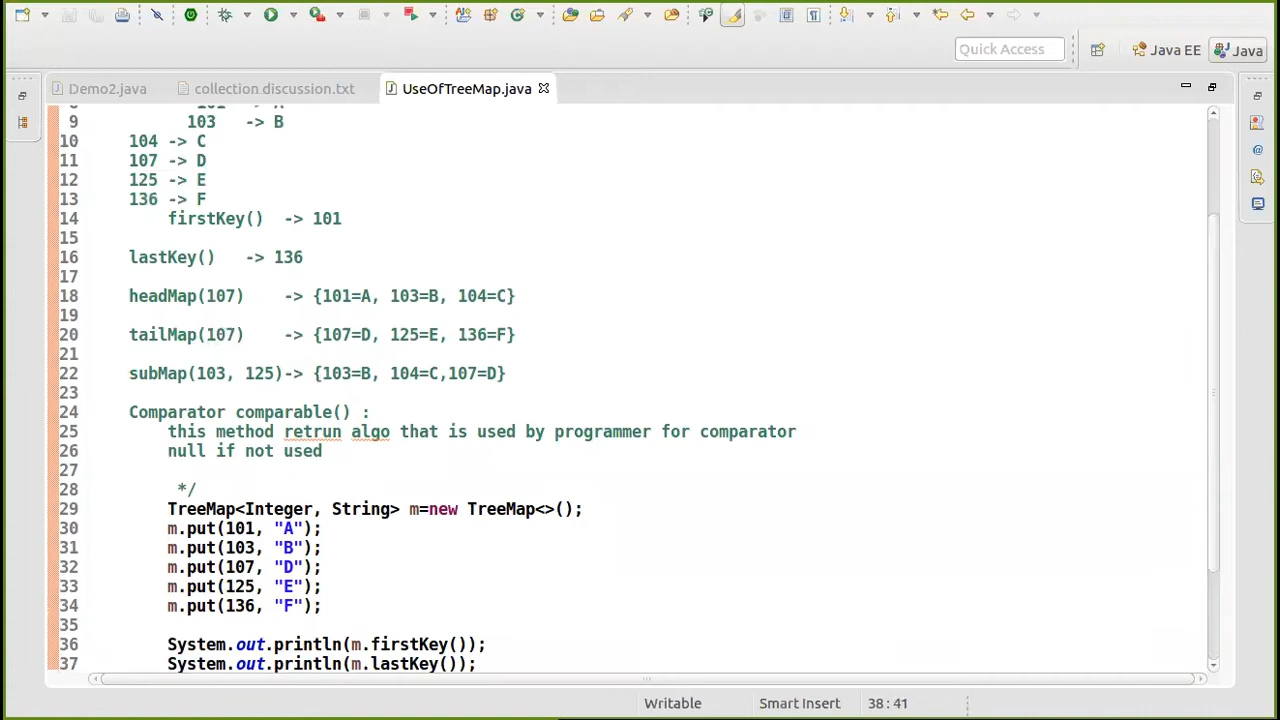 Quick Access
Java EE
Java
Demo2.java
collection.discussion.txt
UseOfTreeMap.java
9 103 -> B
10 104 -> C
11 107 -> D
12 125 -> E
13 136 -> F
14 firstKey() -> 101
15
16 lastKey() -> 136
17
18 headMap(107) -> {101=A, 103=B, 104=C}
19
20 tailMap(107) -> {107=D, 125=E, 136=F}
21
22 subMap(103, 125)-> {103=B, 104=C,107=D}
23
24 Comparator comparable() :
25 this method retrun algo that is used by programmer for comparator
26 null if not used
27
28 */
29 TreeMap<Integer, String> m=new TreeMap<>();
30 m.put(101, "A");
31 m.put(103, "B");
32 m.put(107, "D");
33 m.put(125, "E");
34 m.put(136, "F");
35
36 System.out.println(m.firstKey());
37 System.out.println(m.lastKey());
Writable
Smart Insert
38 : 41